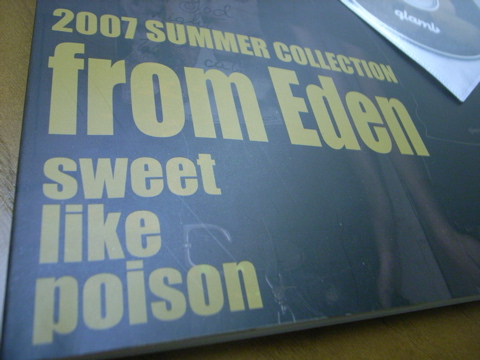 2007 SUMMER COLLECTION
from Eden
sweet
like
poison
glamb